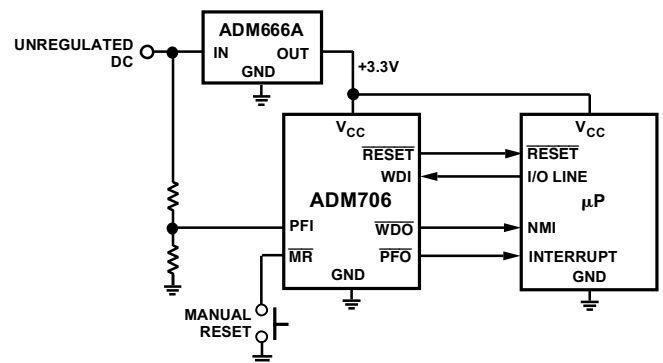 ADM666A
UNREGULATED
DC
IN
OUT
GND
+3.3V
VCC
VCC
RESET
RESET
WDI
I/O LINE
ADM706
μP
PFI
WDO
NMI
MR
PFO
INTERRUPT
GND
GND
MANUAL
RESET